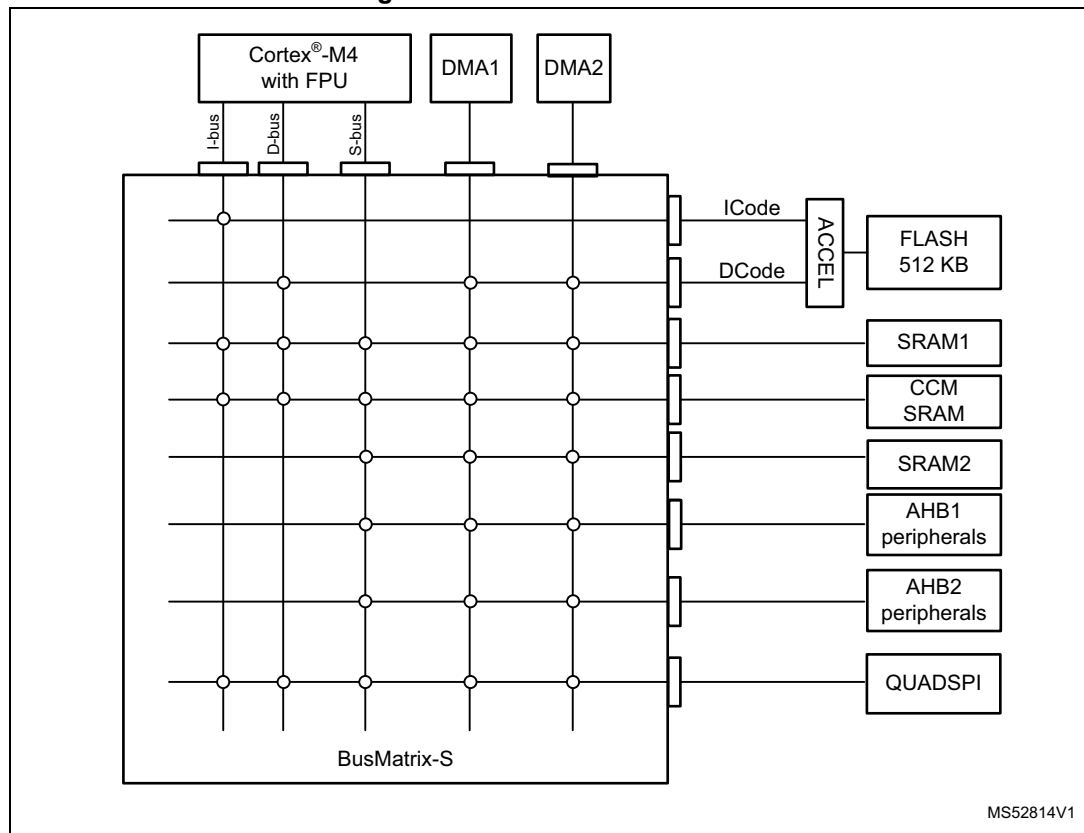 Cortex®-M4
with FPU
DMA1
DMA2
I-bus
D-bus
S-bus
ICode
ACCEL
FLASH
512 KB
DCode
SRAM1
CCM
SRAM
SRAM2
AHB1
peripherals
AHB2
peripherals
QUADSPI
BusMatrix-S
MS52814V1